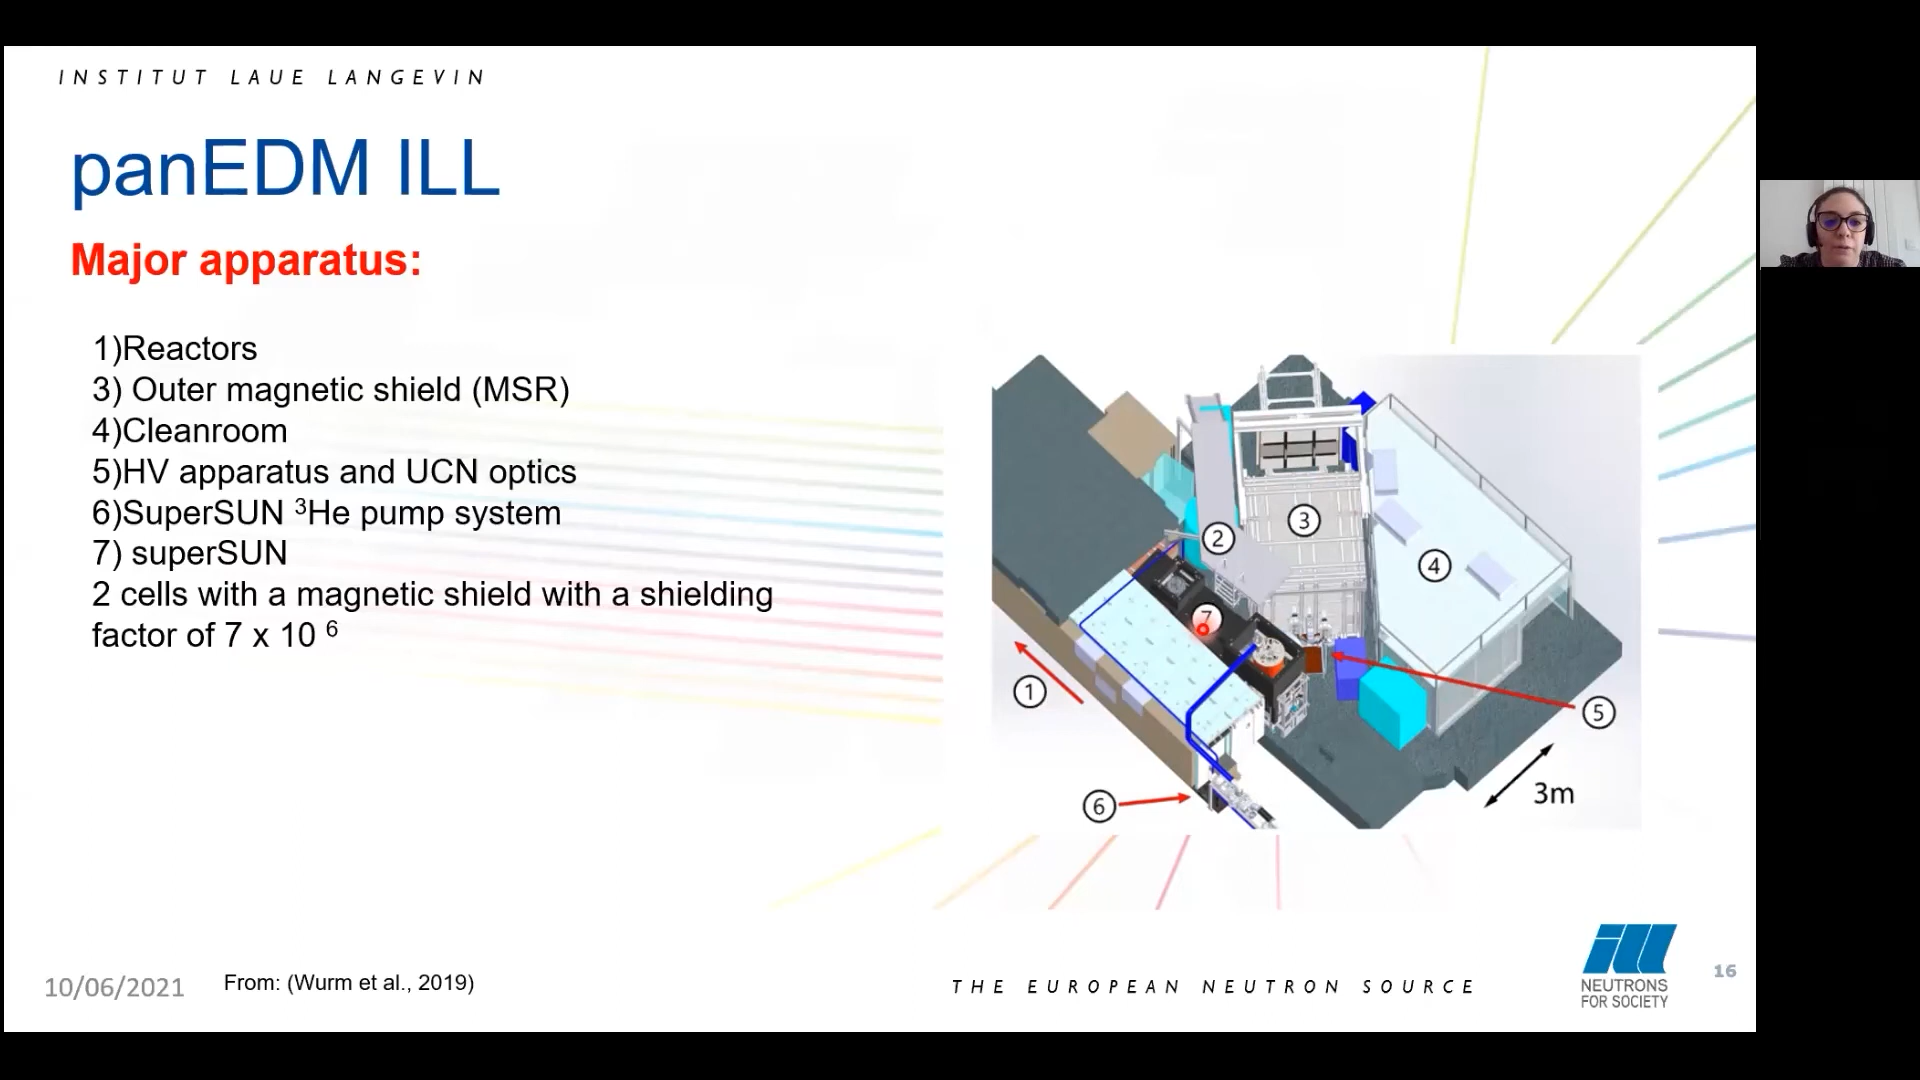 INSTITUT LAUE LANGEVIN
panEDM ILL
Major apparatus:
1)Reactors
3) Outer magnetic shield (MSR)
4)Cleanroom
5)HV apparatus and UCN optics
6)SuperSUN ³He pump system
7) superSUN
2 cells with a magnetic shield with a shielding
factor of 7 x 10 ⁶
2
3
4
7
1
5
6
3m
10/06/2021
From: (Wurm et al., 2019)
THE EUROPEAN NEUTRON SOURCE
ill
NEUTRONS
FOR SOCIETY
16